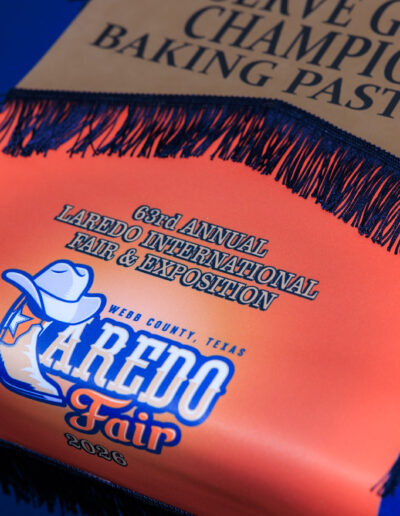 CHAMPIO
BAKING PAST
63rd ANNUAL
LAREDO INTERNATIONAL
FAIR & EXPOSITION
WEBB COUNTY, TEXAS
LAREDO
Fair
2026